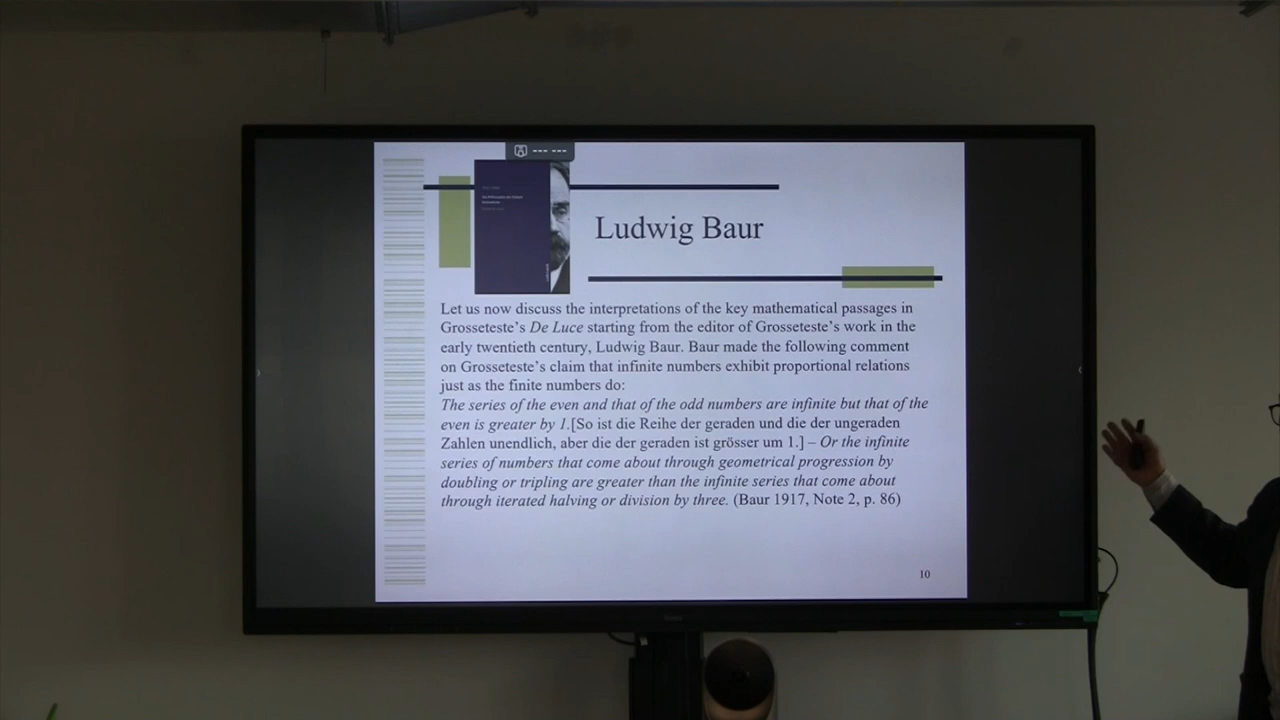 Ludwig Baur
Let us now discuss the interpretations of the key mathematical passages in
Grosseteste's De Luce starting from the editor of Grosseteste's work in the
early twentieth century, Ludwig Baur. Baur made the following comment
on Grosseteste's claim that infinite numbers exhibit proportional relations
just as the finite numbers do:
The series of the even and that of the odd numbers are infinite but that of the
even is greater by 1.[So ist die Reihe der geraden und die der ungeraden
Zahlen unendlich, aber die der geraden ist grösser um 1.] – Or the infinite
series of numbers that come about through geometrical progression by
doubling or tripling are greater than the infinite series that come about
through iterated halving or division by three. (Baur 1917, Note 2, p. 86)
10